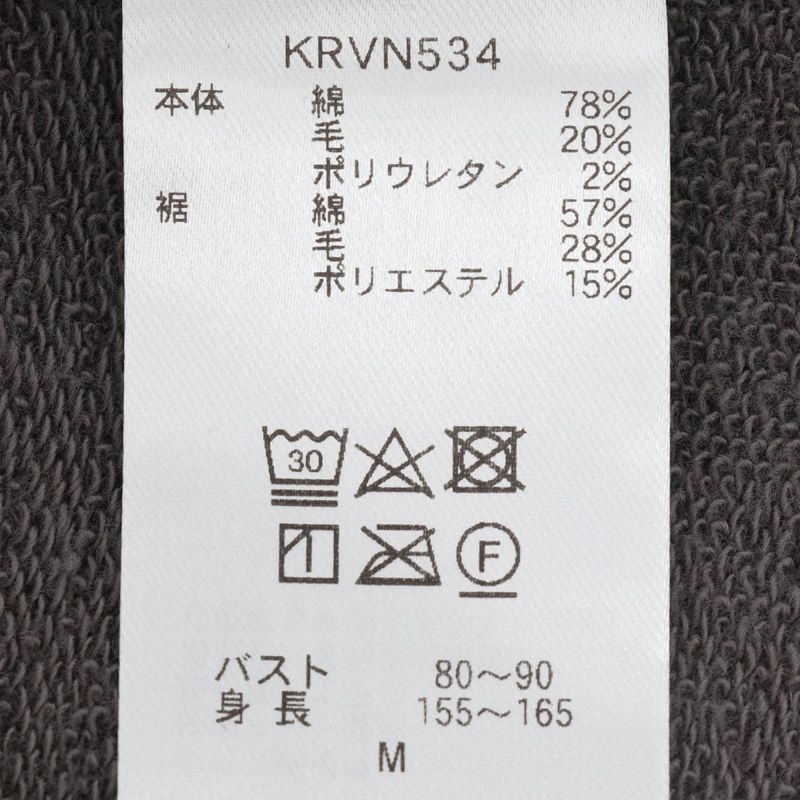 KRVN534
本体 綿 78%
毛 20%
ポリウレタン 2%
裾 綿 57%
毛 28%
ポリエステル 15%
30
F
バスト 80〜90
身長 155〜165
M